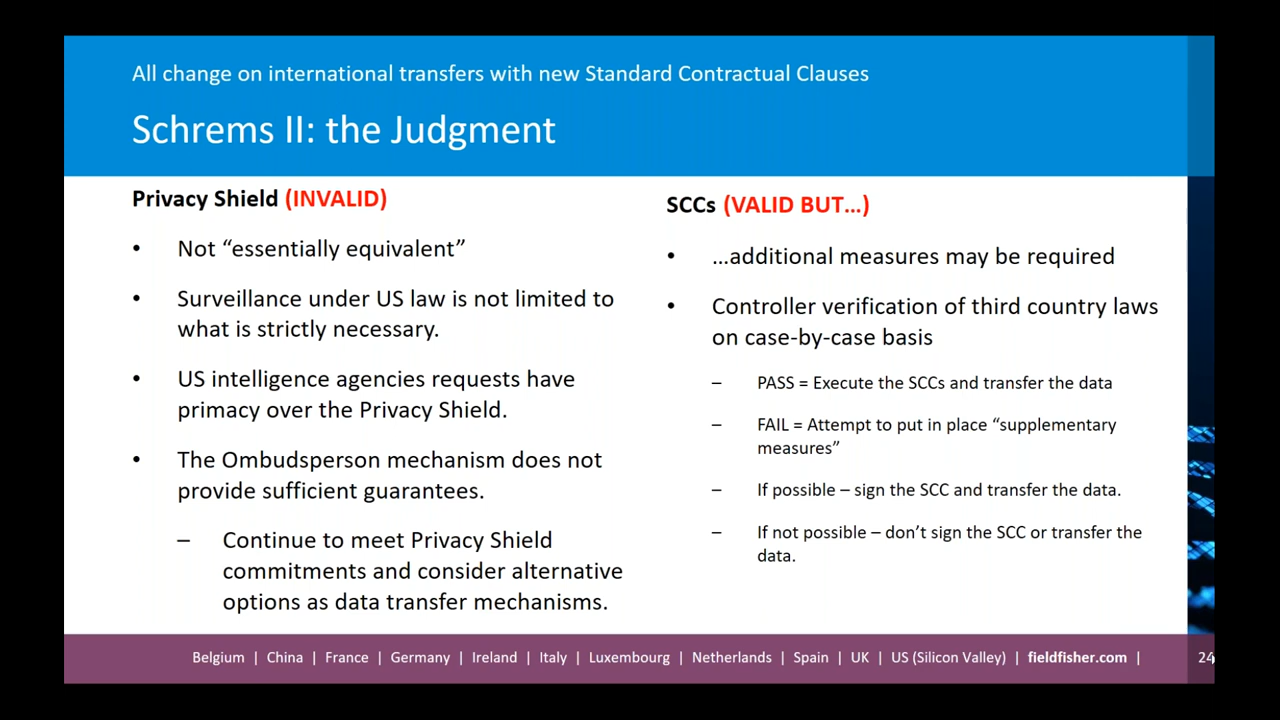 All change on international transfers with new Standard Contractual Clauses
Schrems II: the Judgment
Privacy Shield (INVALID)
• Not “essentially equivalent”
• Surveillance under US law is not limited to
what is strictly necessary.
• US intelligence agencies requests have
primacy over the Privacy Shield.
• The Ombudsperson mechanism does not
provide sufficient guarantees.
– Continue to meet Privacy Shield
commitments and consider alternative
options as data transfer mechanisms.
SCCs (VALID BUT…)
• …additional measures may be required
• Controller verification of third country laws
on case-by-case basis
– PASS = Execute the SCCs and transfer the data
– FAIL = Attempt to put in place “supplementary
measures”
– If possible – sign the SCC and transfer the data.
– If not possible – don’t sign the SCC or transfer the
data.
Belgium | China | France | Germany | Ireland | Italy | Luxembourg | Netherlands | Spain | UK | US (Silicon Valley) | fieldfisher.com |
24